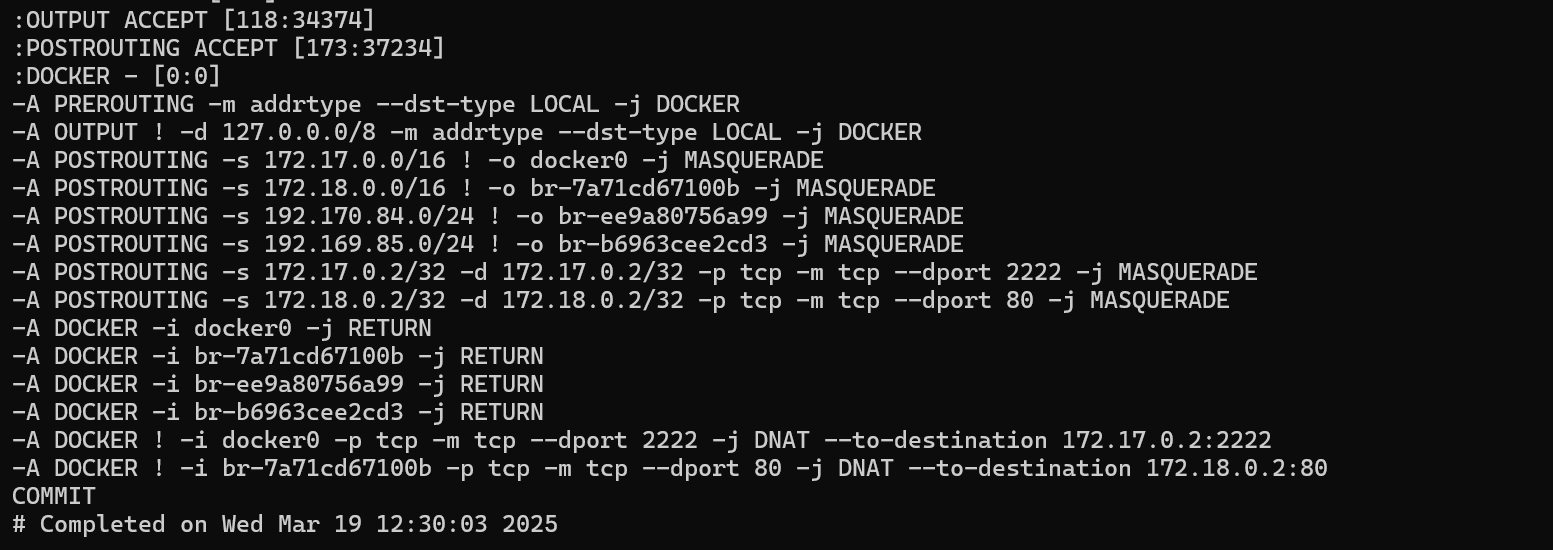 :OUTPUT ACCEPT [118:34374]
:POSTROUTING ACCEPT [173:37234]
:DOCKER - [0:0]
-A PREROUTING -m addrtype --dst-type LOCAL -j DOCKER
-A OUTPUT ! -d 127.0.0.0/8 -m addrtype --dst-type LOCAL -j DOCKER
-A POSTROUTING -s 172.17.0.0/16 ! -o docker0 -j MASQUERADE
-A POSTROUTING -s 172.18.0.0/16 ! -o br-7a71cd67100b -j MASQUERADE
-A POSTROUTING -s 192.170.84.0/24 ! -o br-ee9a80756a99 -j MASQUERADE
-A POSTROUTING -s 192.169.85.0/24 ! -o br-b6963cee2cd3 -j MASQUERADE
-A POSTROUTING -s 172.17.0.2/32 -d 172.17.0.2/32 -p tcp -m tcp --dport 2222 -j MASQUERADE
-A POSTROUTING -s 172.18.0.2/32 -d 172.18.0.2/32 -p tcp -m tcp --dport 80 -j MASQUERADE
-A DOCKER -i docker0 -j RETURN
-A DOCKER -i br-7a71cd67100b -j RETURN
-A DOCKER -i br-ee9a80756a99 -j RETURN
-A DOCKER -i br-b6963cee2cd3 -j RETURN
-A DOCKER ! -i docker0 -p tcp -m tcp --dport 2222 -j DNAT --to-destination 172.17.0.2:2222
-A DOCKER ! -i br-7a71cd67100b -p tcp -m tcp --dport 80 -j DNAT --to-destination 172.18.0.2:80
COMMIT
# Completed on Wed Mar 19 12:30:03 2025